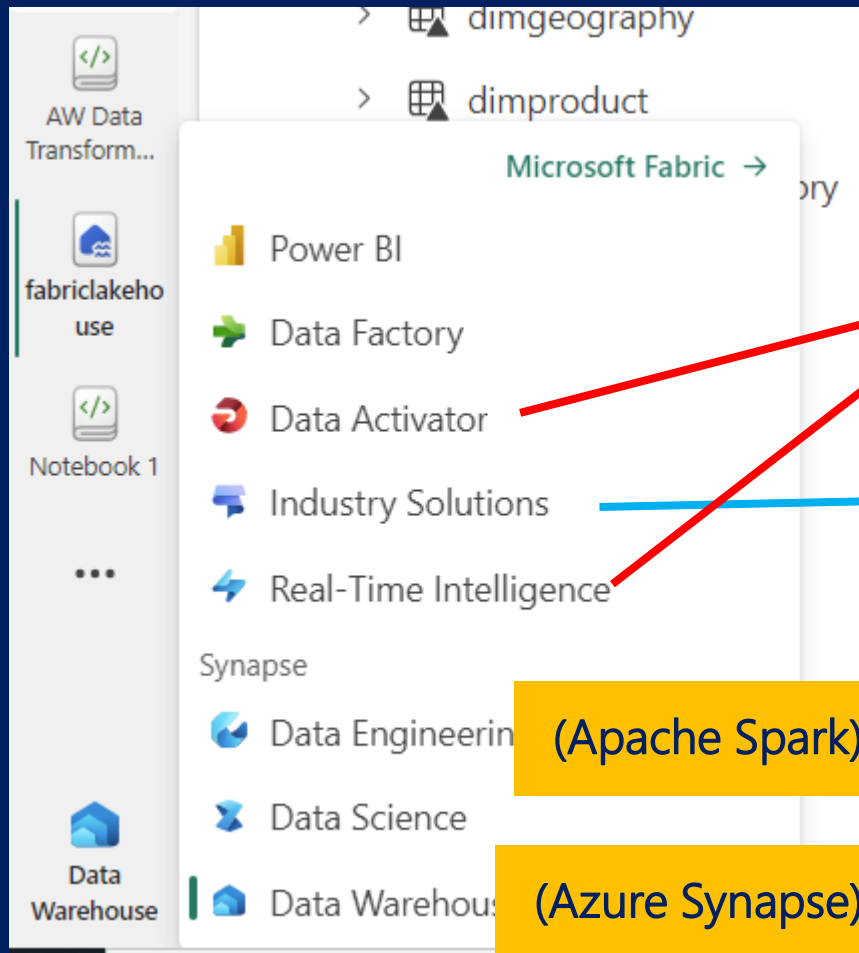 AW Data
Transform...
fabriclakeho
use
Notebook 1
Data
Warehouse
dimgeography
dimproduct
ory
Microsoft Fabric →
Power BI
Data Factory
Data Activator
Industry Solutions
Real-Time Intelligence
Synapse
Data Engineerin
(Apache Spark)
Data Science
Data Warehous
(Azure Synapse)